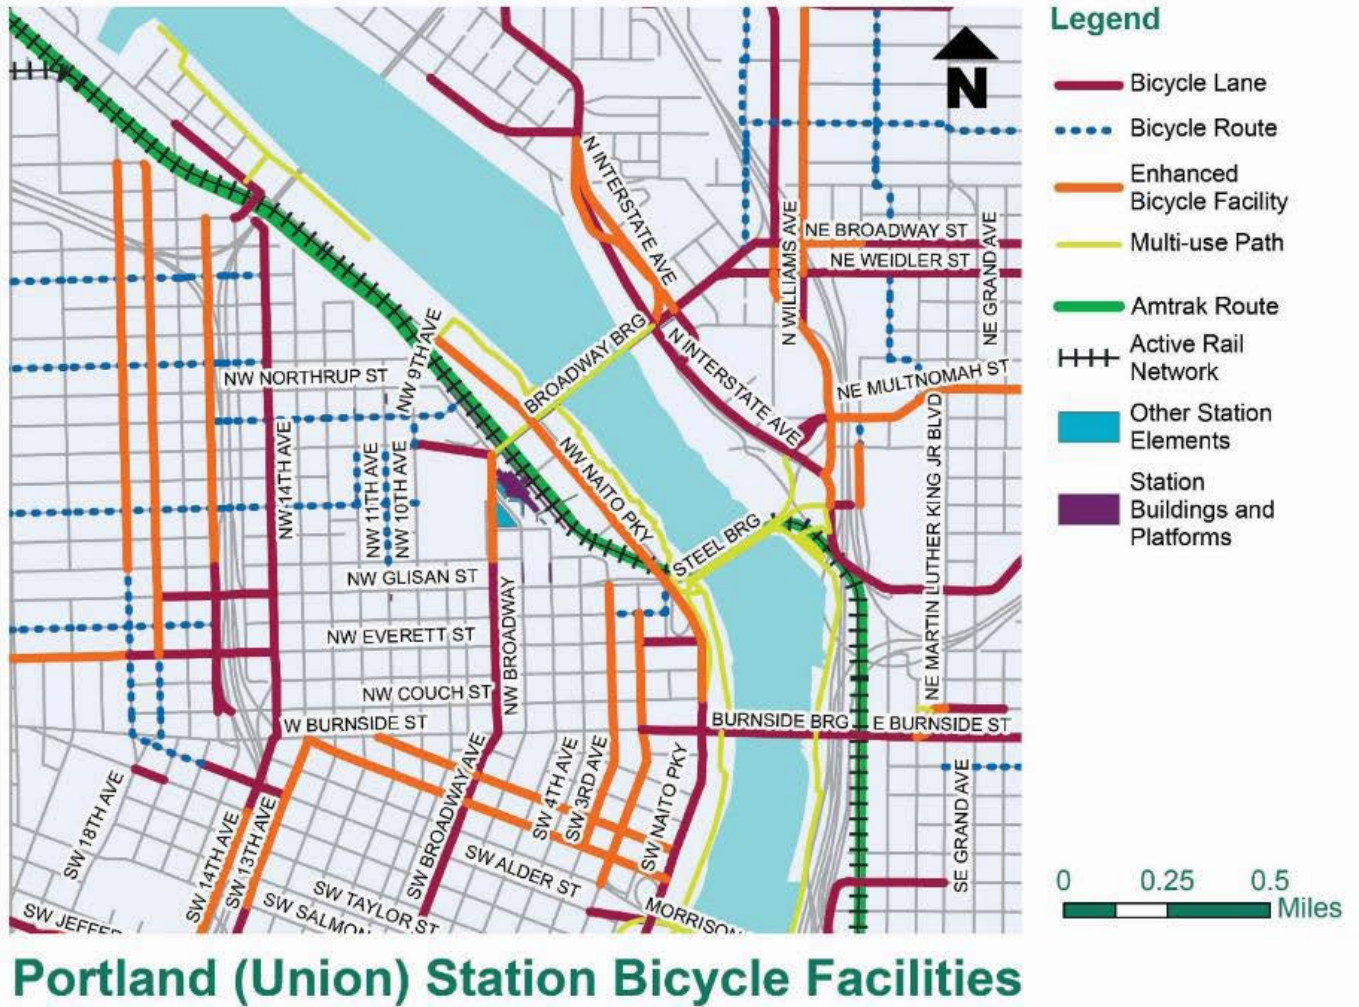 Legend
N
Bicycle Lane
Bicycle Route
Enhanced
Bicycle Facility
Multi-use Path
Amtrak Route
Active Rail
Network
Other Station
Elements
Station
Buildings and
Platforms
N INTERSTATE AVE
N WILLIAMS AVE
NE BROADWAY ST
NE WEIDLER ST
NE GRAND AVE
NW 9TH AVE
BROADWAY BRG
N INTERSTATE AVE
NE MULTNOMAH ST
NW NORTHRUP ST
NW 14TH AVE
NW 11TH AVE
NW 10TH AVE
NW NAITO PKY
NE MARTIN LUTHER KING JR BLVD
STEEL BRG
NW GLISAN ST
NW EVERETT ST
NW BROADWAY
NW COUCH ST
W BURNSIDE ST
BURNSIDE BRG
E BURNSIDE ST
SW 18TH AVE
SW 14TH AVE
SW 13TH AVE
SW BROADWAY AVE
SW 4TH AVE
SW 3RD AVE
SW NAITO PKY
SE GRAND AVE
SW ALDER ST
SW TAYLOR ST
SW SALMON
SW JEFFER
MORRISON
0 0.25 0.5
Miles
Portland (Union) Station Bicycle Facilities